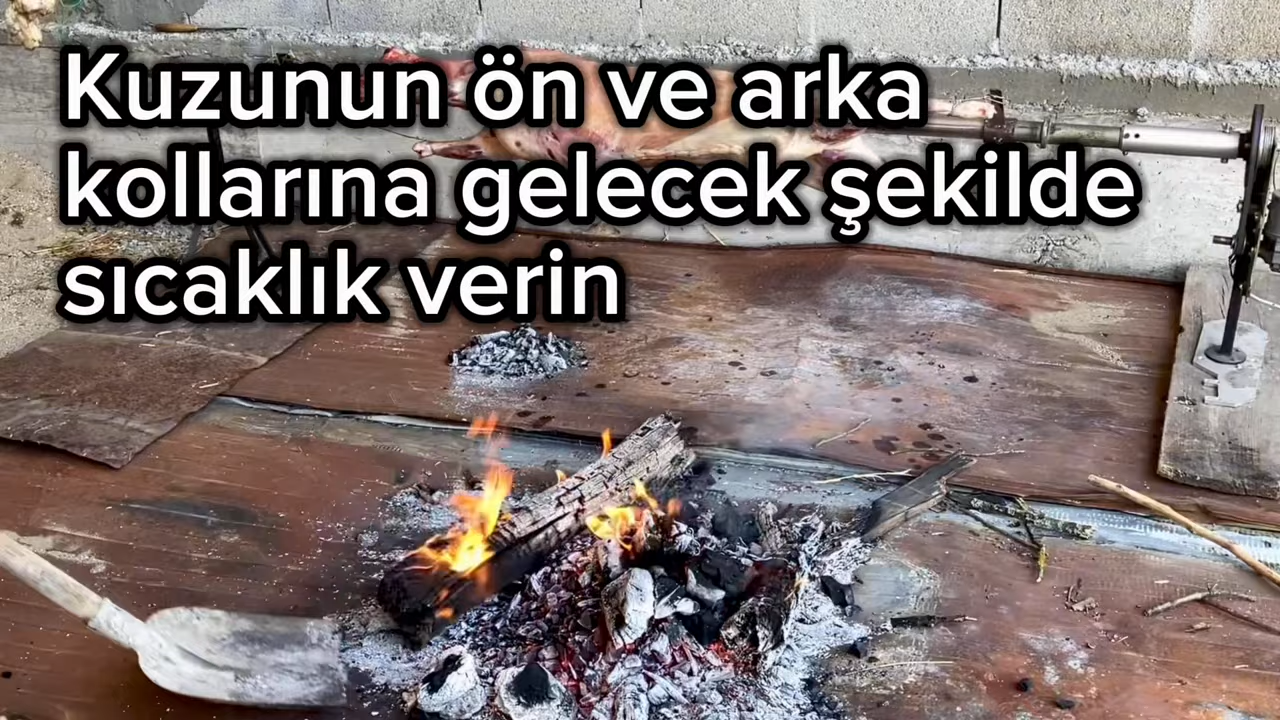 Kuzunun ön ve arka
kollarına gelecek şekilde
sıcaklık verin